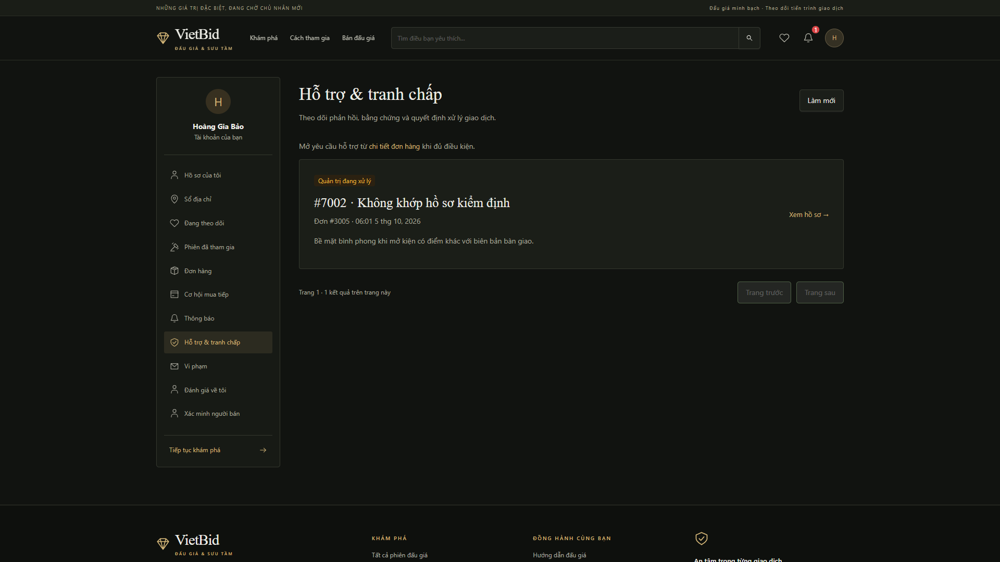 NHỮNG GIÁ TRỊ ĐẶC BIỆT, ĐANG CHỜ CHỦ NHÂN MỚI
Đấu giá minh bạch · Theo dõi tiến trình giao dịch
VietBid
ĐẤU GIÁ & SƯU TẦM
Khám phá
Cách tham gia
Bán đấu giá
Tìm điều bạn yêu thích...
1
H
H
Hoàng Gia Bảo
Tài khoản của bạn
Hồ sơ của tôi
Sổ địa chỉ
Đang theo dõi
Phiên đã tham gia
Đơn hàng
Cơ hội mua tiếp
Thông báo
Hỗ trợ & tranh chấp
Vi phạm
Đánh giá về tôi
Xác minh người bán
Tiếp tục khám phá →
Hỗ trợ & tranh chấp
Làm mới
Theo dõi phản hồi, bằng chứng và quyết định xử lý giao dịch.
Mở yêu cầu hỗ trợ từ chi tiết đơn hàng khi đủ điều kiện.
Quản trị đang xử lý
#7002 · Không khớp hồ sơ kiểm định
Đơn #3005 · 06:01 5 thg 10, 2026
Xem hồ sơ →
Bề mặt bình phong khi mở kiện có điểm khác với biên bản bàn giao.
Trang 1 · 1 kết quả trên trang này
Trang trước
Trang sau
VietBid
ĐẤU GIÁ & SƯU TẦM
KHÁM PHÁ
Tất cả phiên đấu giá
ĐỒNG HÀNH CÙNG BẠN
Hướng dẫn đấu giá
An tâm trong từng giao dịch